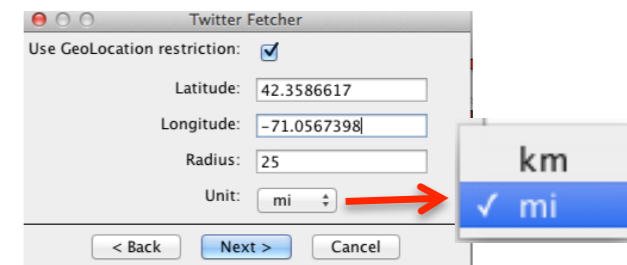 Twitter Fetcher
Use GeoLocation restriction:
Latitude: 42.3586617
Longitude: -71.0567398
Radius: 25
Unit: mi
km
✓ mi
< Back Next > Cancel